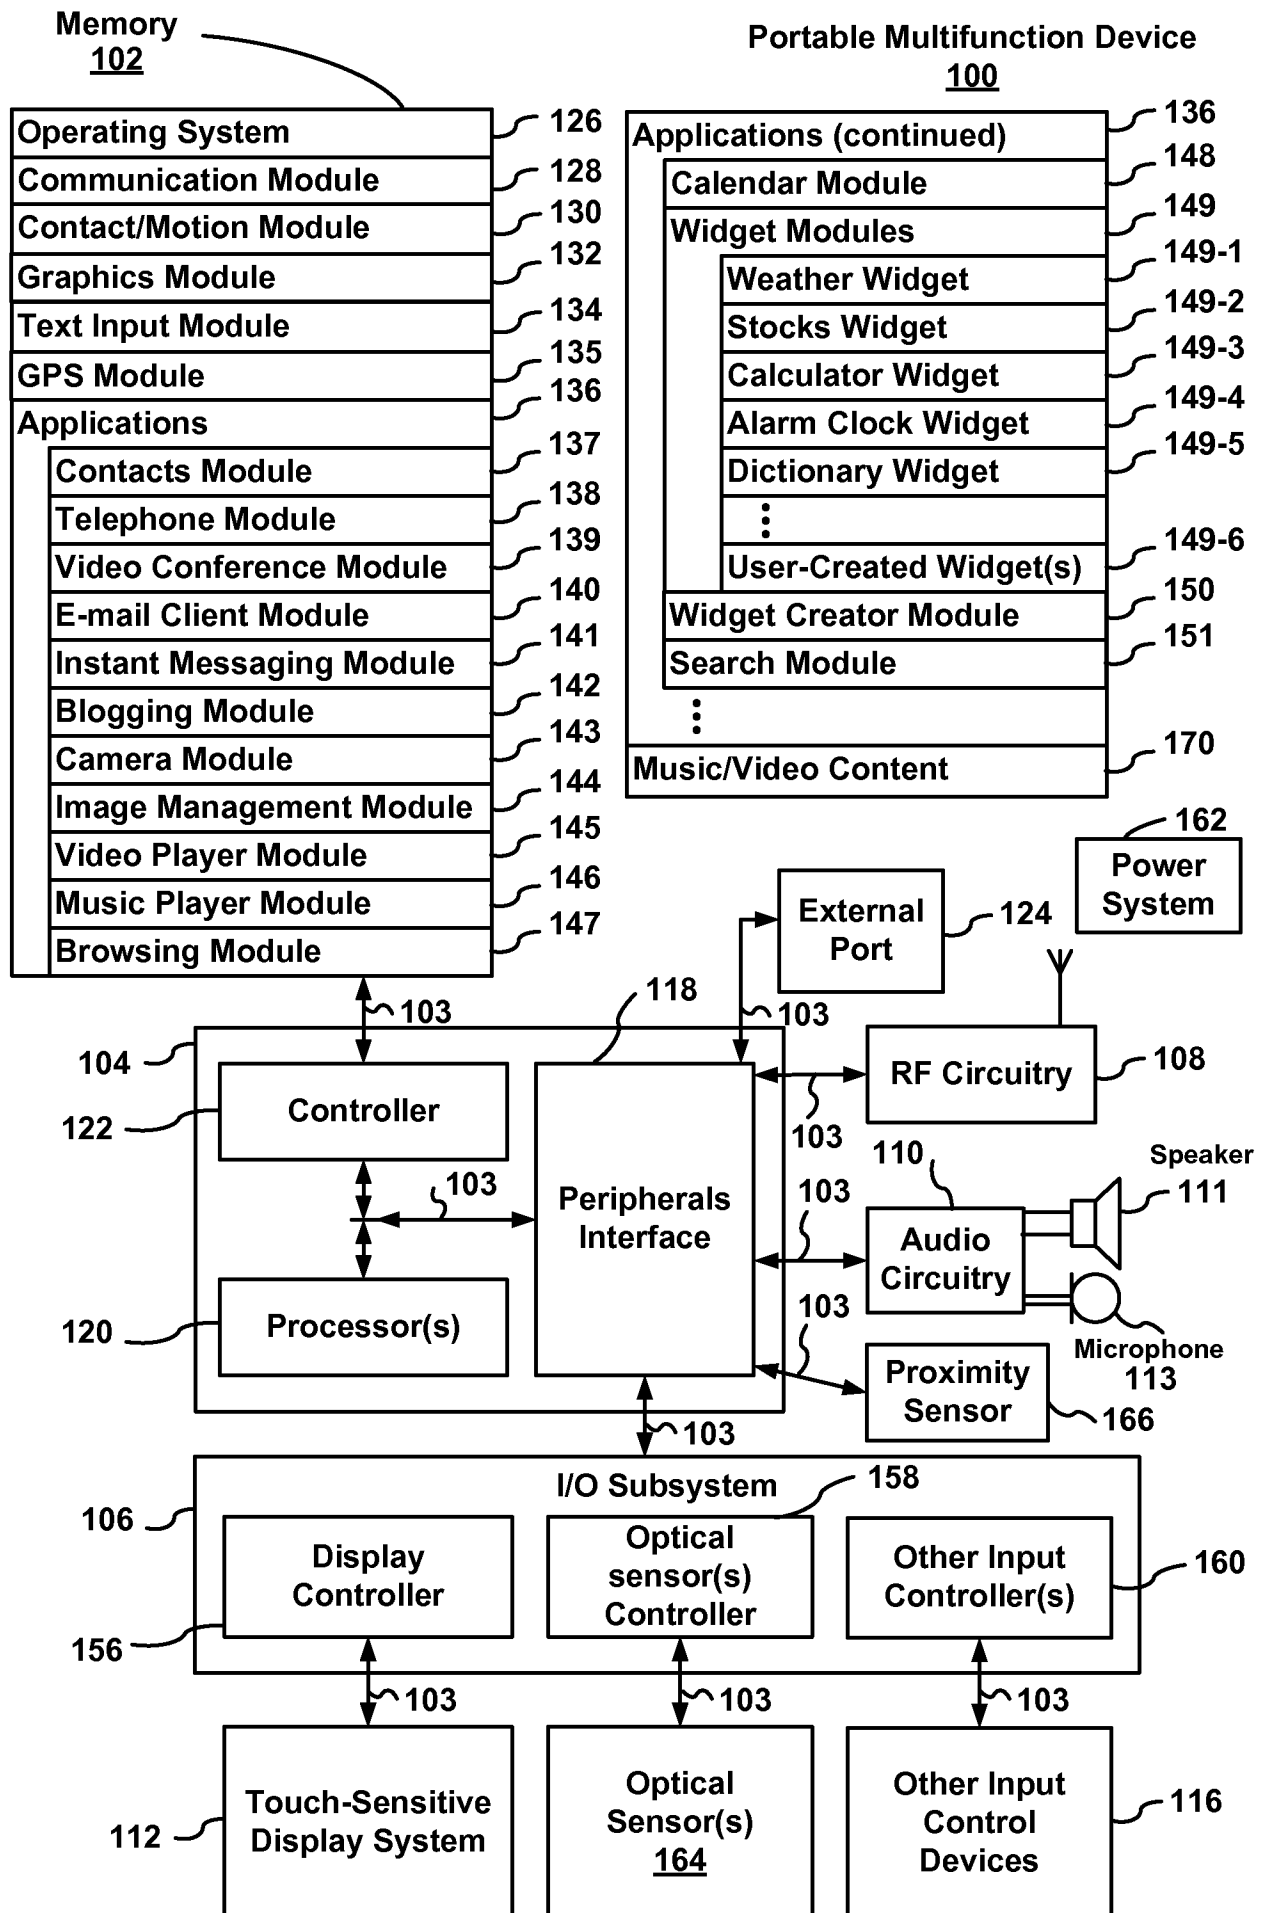 Memory
102
Portable Multifunction Device
100
Operating System
126
Communication Module
128
Contact/Motion Module
130
Graphics Module
132
Text Input Module
134
GPS Module
135
Applications
136
Contacts Module
137
Telephone Module
138
Video Conference Module
139
E-mail Client Module
140
Instant Messaging Module
141
Blogging Module
142
Camera Module
143
Image Management Module
144
Video Player Module
145
Music Player Module
146
Browsing Module
147
Applications (continued)
136
Calendar Module
148
Widget Modules
149
Weather Widget
149-1
Stocks Widget
149-2
Calculator Widget
149-3
Alarm Clock Widget
149-4
Dictionary Widget
149-5
User-Created Widget(s)
149-6
Widget Creator Module
150
Search Module
151
Music/Video Content
170
162
Power
System
External
Port
124
103
118
103
104
RF Circuitry
108
103
Controller
122
110
Speaker
111
103
103
Peripherals
Interface
Audio
Circuitry
103
Processor(s)
120
Microphone
113
Proximity
Sensor
166
103
I/O Subsystem
158
106
Display
Controller
Optical
sensor(s)
Controller
Other Input
Controller(s)
160
156
103
103
103
Touch-Sensitive
Display System
112
Optical
Sensor(s)
164
Other Input
Control
Devices
116